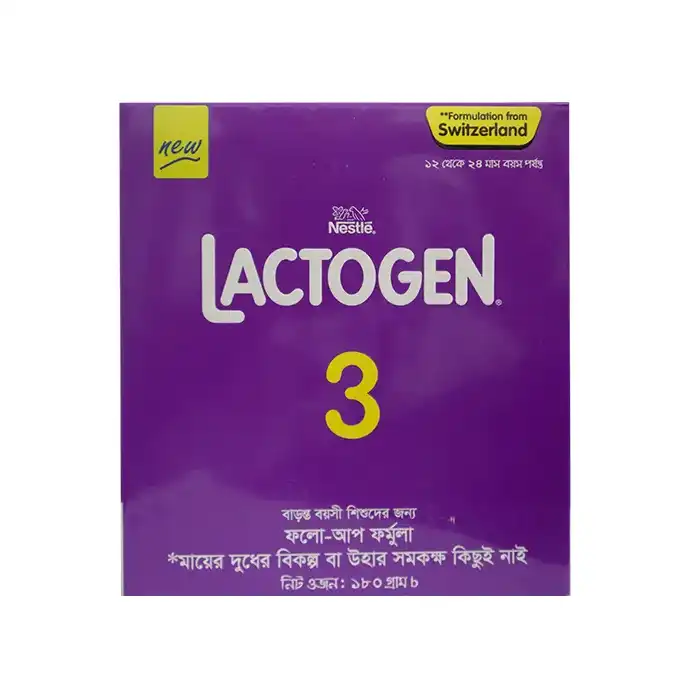 new
**Formulation from
Switzerland
১২ থেকে ২৪ মাস বয়স পর্যন্ত
Nestlé®
LACTOGEN®
3
বাড়ন্ত বয়সী শিশুদের জন্য
ফলো-আপ ফর্মুলা
*মায়ের দুধের বিকল্প বা উহার সমকক্ষ কিছুই নাই
নিট ওজন: ১৮০ গ্রাম ৳